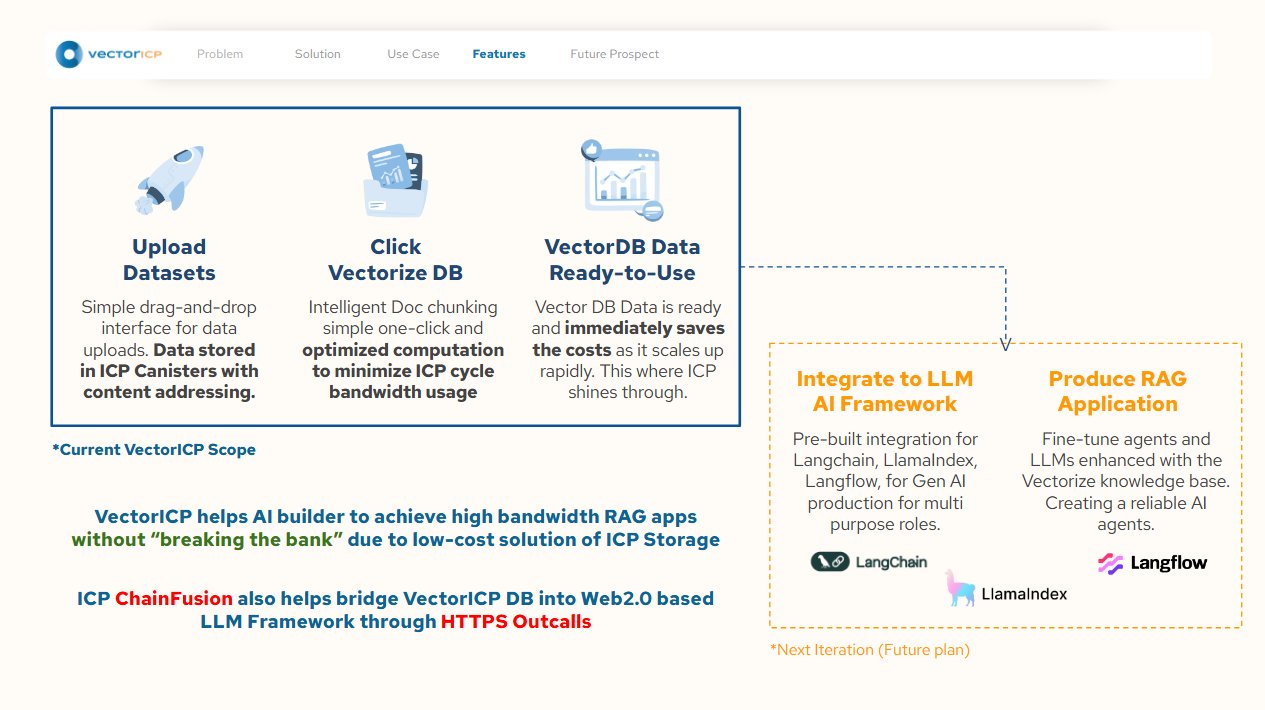 VECTORICP
Problem
Solution
Use Case
Features
Future Prospect
Upload
Datasets
Simple drag-and-drop
interface for data
uploads. Data stored
in ICP Canisters with
content addressing.
Click
Vectorize DB
Intelligent Doc chunking
simple one-click and
optimized computation
to minimize ICP cycle
bandwidth usage
VectorDB Data
Ready-to-Use
Vector DB Data is ready
and immediately saves
the costs as it scales up
rapidly. This where ICP
shines through.
*Current VectorICP Scope
VectorICP helps AI builder to achieve high bandwidth RAG apps
without “breaking the bank” due to low-cost solution of ICP Storage
ICP ChainFusion also helps bridge VectorICP DB into Web2.0 based
LLM Framework through HTTPS Outcalls
Integrate to LLM
AI Framework
Pre-built integration for
Langchain, LlamaIndex,
Langflow, for Gen AI
production for multi
purpose roles.
LangChain
LlamaIndex
Produce RAG
Application
Fine-tune agents and
LLMs enhanced with the
Vectorize knowledge base.
Creating a reliable AI
agents.
Langflow
*Next Iteration (Future plan)